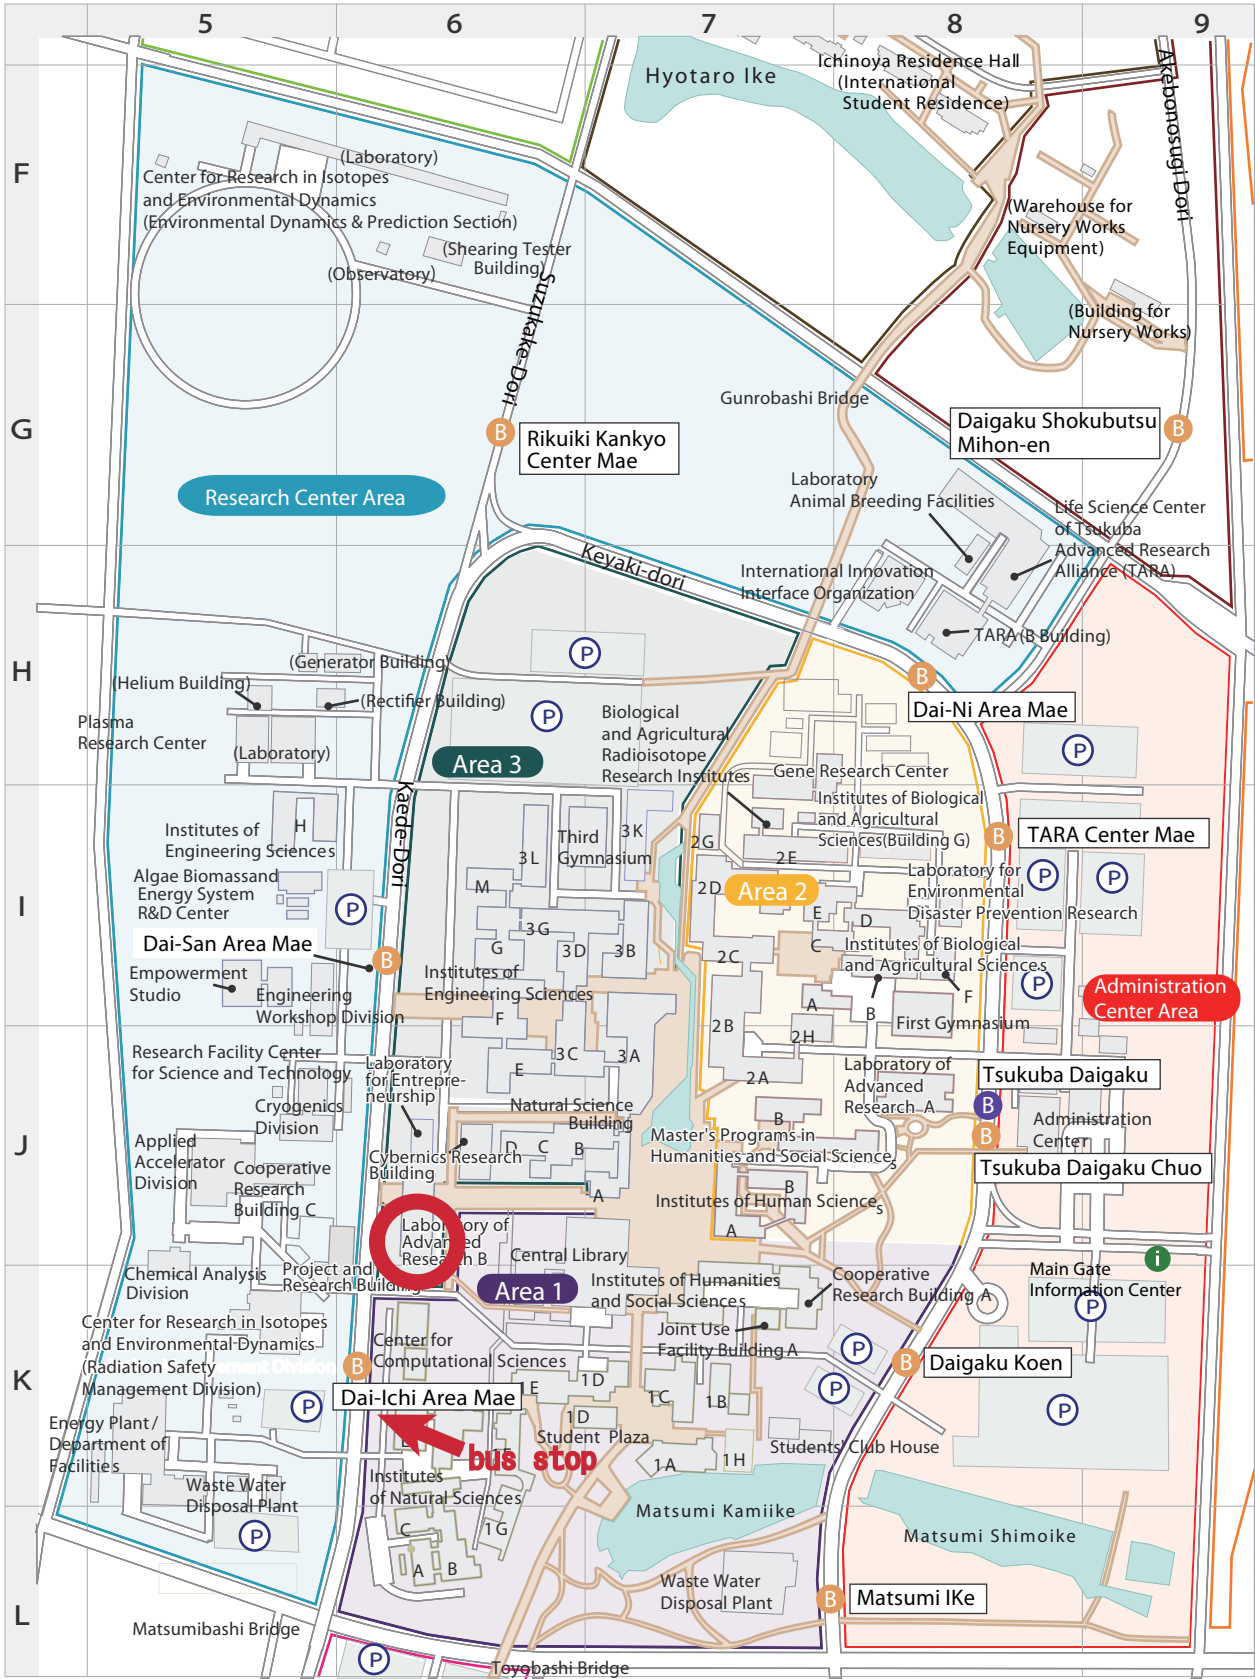 5
6
7
8
9
F
G
H
I
J
K
L
Hyotaro Ike
Ichinoya Residence Hall
(International
Student Residence)
Akebonosugi Dori
(Laboratory)
Center for Research in Isotopes
and Environmental Dynamics
(Environmental Dynamics & Prediction Section)
(Shearing Tester
Building)
(Observatory)
Suzukake-Dori
(Warehouse for
Nursery Works
Equipment)
(Building for
Nursery Works)
Gunrobashi Bridge
B
Rikuiki Kankyo
Center Mae
Daigaku Shokubutsu
Mihon-en
B
Research Center Area
Laboratory
Animal Breeding Facilities
Life Science Center
of Tsukuba
Advanced Research
Alliance (TARA)
Keyaki-dori
International Innovation
Interface Organization
TARA(B Building)
P
(Generator Building)
(Helium Building)
(Rectifier Building)
Plasma
Research Center
(Laboratory)
P
Area 3
Biological
and Agricultural
Radioisotope
Research Institutes
B
Dai-Ni Area Mae
P
Gene Research Center
Kaede-Dori
H
Institutes of
Engineering Sciences
Third
Gymnasium
3K
3L
M
2G
2E
Institutes of Biological
and Agricultural
Sciences(Building G)
B
TARA Center Mae
Algae Biomassand
Energy System
R&D Center
P
2D
Area 2
E
D
C
Laboratory for
Environmental
Disaster Prevention Research
P
P
Dai-San Area Mae
B
3G
G
3D
3B
2C
Institutes of Biological
and Agricultural Sciences
Empowerment
Studio
Engineering
Workshop Division
Institutes of
Engineering Sciences
F
A
B
F
P
Administration
Center Area
2B
2H
First Gymnasium
Research Facility Center
for Science and Technology
Laboratory
for Entrepre-
neurship
3C
3A
E
2A
Laboratory of
Advanced
Research A
Tsukuba Daigaku
B
B
Tsukuba Daigaku Chuo
Administration
Center
Cryogenics
Division
Natural Science
Building
D
C
B
A
Cybernics Research
Building
B
Master's Programs in
Humanities and Social Sciences
Applied
Accelerator
Division
Cooperative
Research
Building C
Institutes of Human Sciences
B
A
Laboratory of
Advanced
Research B
Central Library
Chemical Analysis
Division
Project and
Research Building
Area 1
Institutes of Humanities
and Social Sciences
Cooperative
Research Building A
i
Main Gate
Information Center
P
Center for Research in Isotopes
and Environmental Dynamics
(Radiation Safety
Management Division)
Center for
Computational Sciences
Joint Use
Facility Building A
P
P
B
Daigaku Koen
B
Dai-Ichi Area Mae
P
P
1E
1D
1C
1B
1D
Student Plaza
bus stop
1F
1A
1H
Students' Club House
Energy Plant /
Department of
Facilities
Waste Water
Disposal Plant
P
Institutes
of Natural Sciences
C
1G
A
B
Matsumi Kamiike
Matsumi Shimoike
Waste Water
Disposal Plant
B
Matsumi IKe
Matsumibashi Bridge
P
Toyobashi Bridge